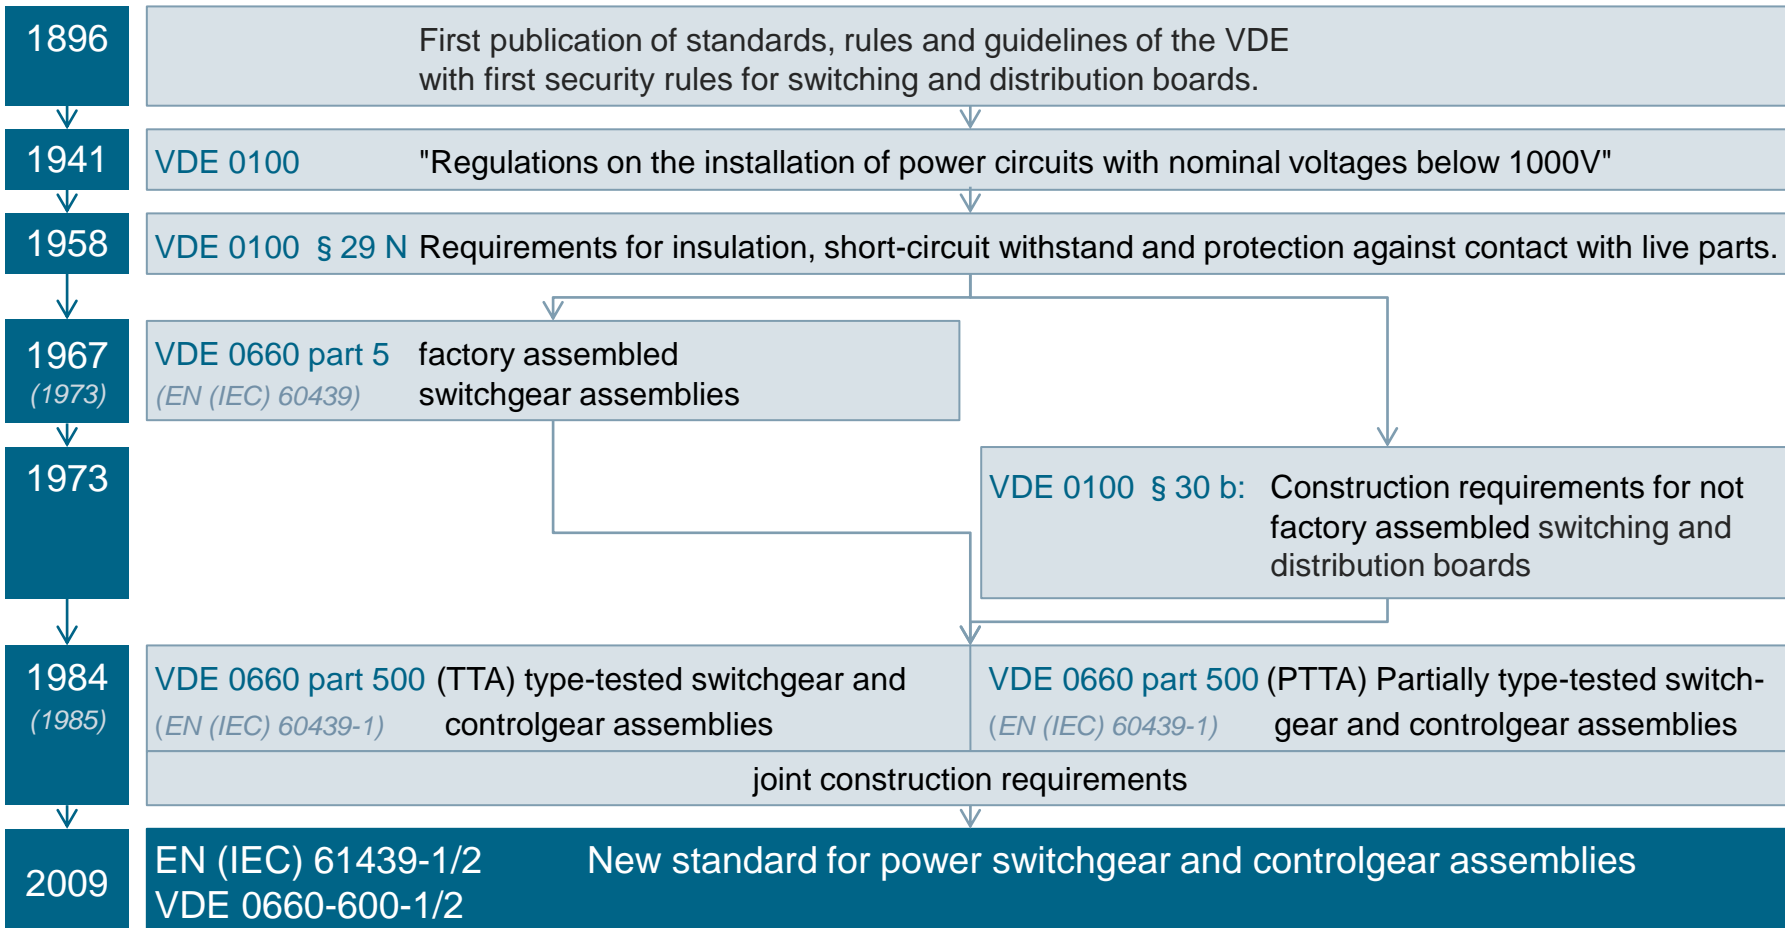 1896
First publication of standards, rules and guidelines of the VDE
with first security rules for switching and distribution boards.
1941
VDE 0100 "Regulations on the installation of power circuits with nominal voltages below 1000V"
1958
VDE 0100 § 29 N Requirements for insulation, short-circuit withstand and protection against contact with live parts.
1967
(1973)
VDE 0660 part 5 factory assembled
(EN (IEC) 60439) switchgear assemblies
1973
VDE 0100 § 30 b: Construction requirements for not
factory assembled switching and
distribution boards
1984
(1985)
VDE 0660 part 500 (TTA) type-tested switchgear and
(EN (IEC) 60439-1) controlgear assemblies
VDE 0660 part 500 (PTTA) Partially type-tested switch-
(EN (IEC) 60439-1) gear and controlgear assemblies
joint construction requirements
2009
EN (IEC) 61439-1/2 New standard for power switchgear and controlgear assemblies
VDE 0660-600-1/2